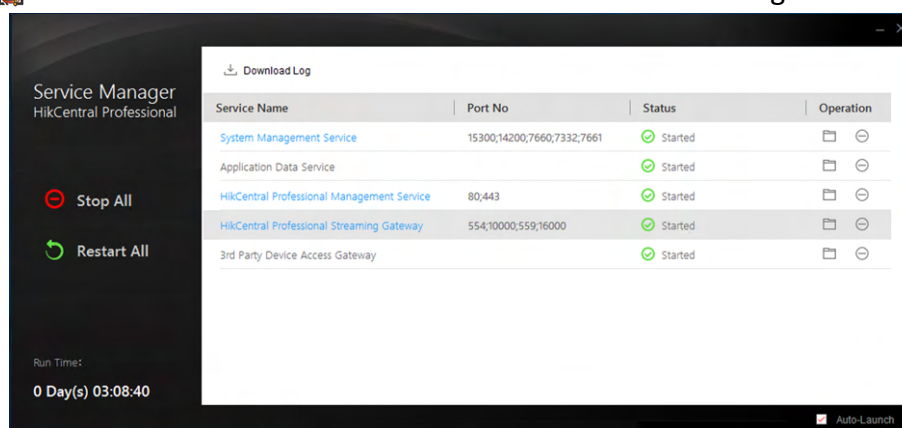 Service Manager
HikCentral Professional
Stop All
Restart All
Run Time:
0 Day(s) 03:08:40
Download Log
Service Name Port No Status Operation
System Management Service 15300;14200;7660;7332;7661 Started
Application Data Service Started
HikCentral Professional Management Service 80;443 Started
HikCentral Professional Streaming Gateway 554;10000;559;16000 Started
3rd Party Device Access Gateway Started
Auto-Launch